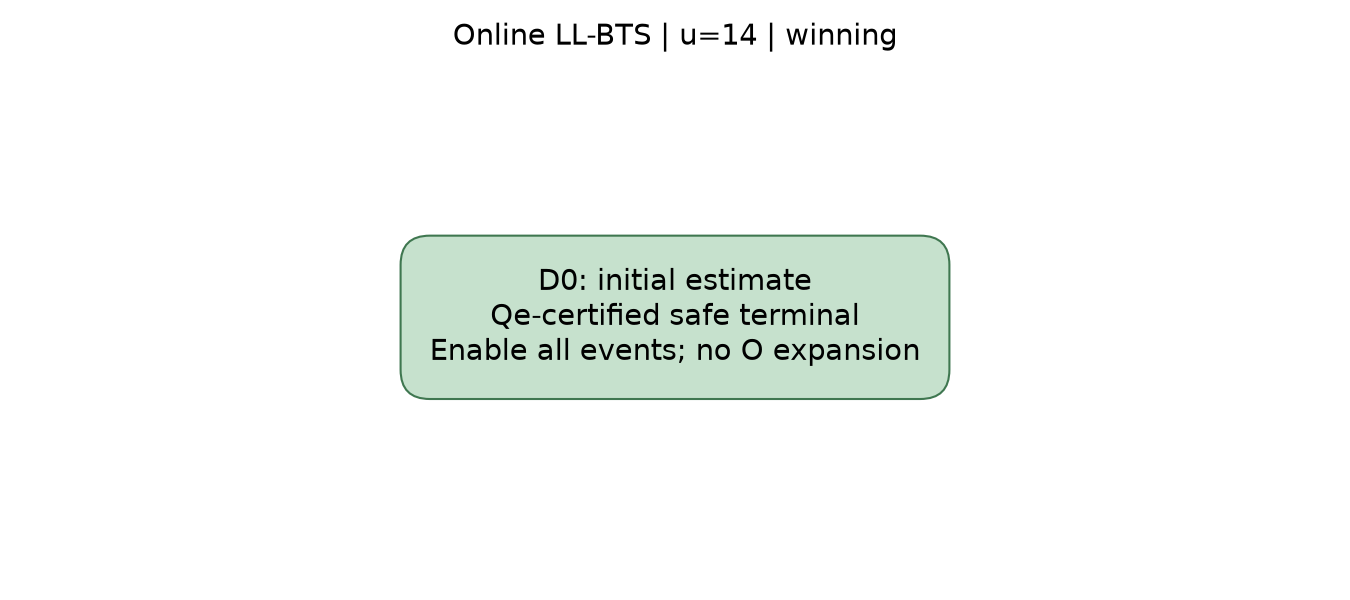 Online LL-BTS | u=14 | winning
D0: initial estimate
Qe-certified safe terminal
Enable all events; no O expansion